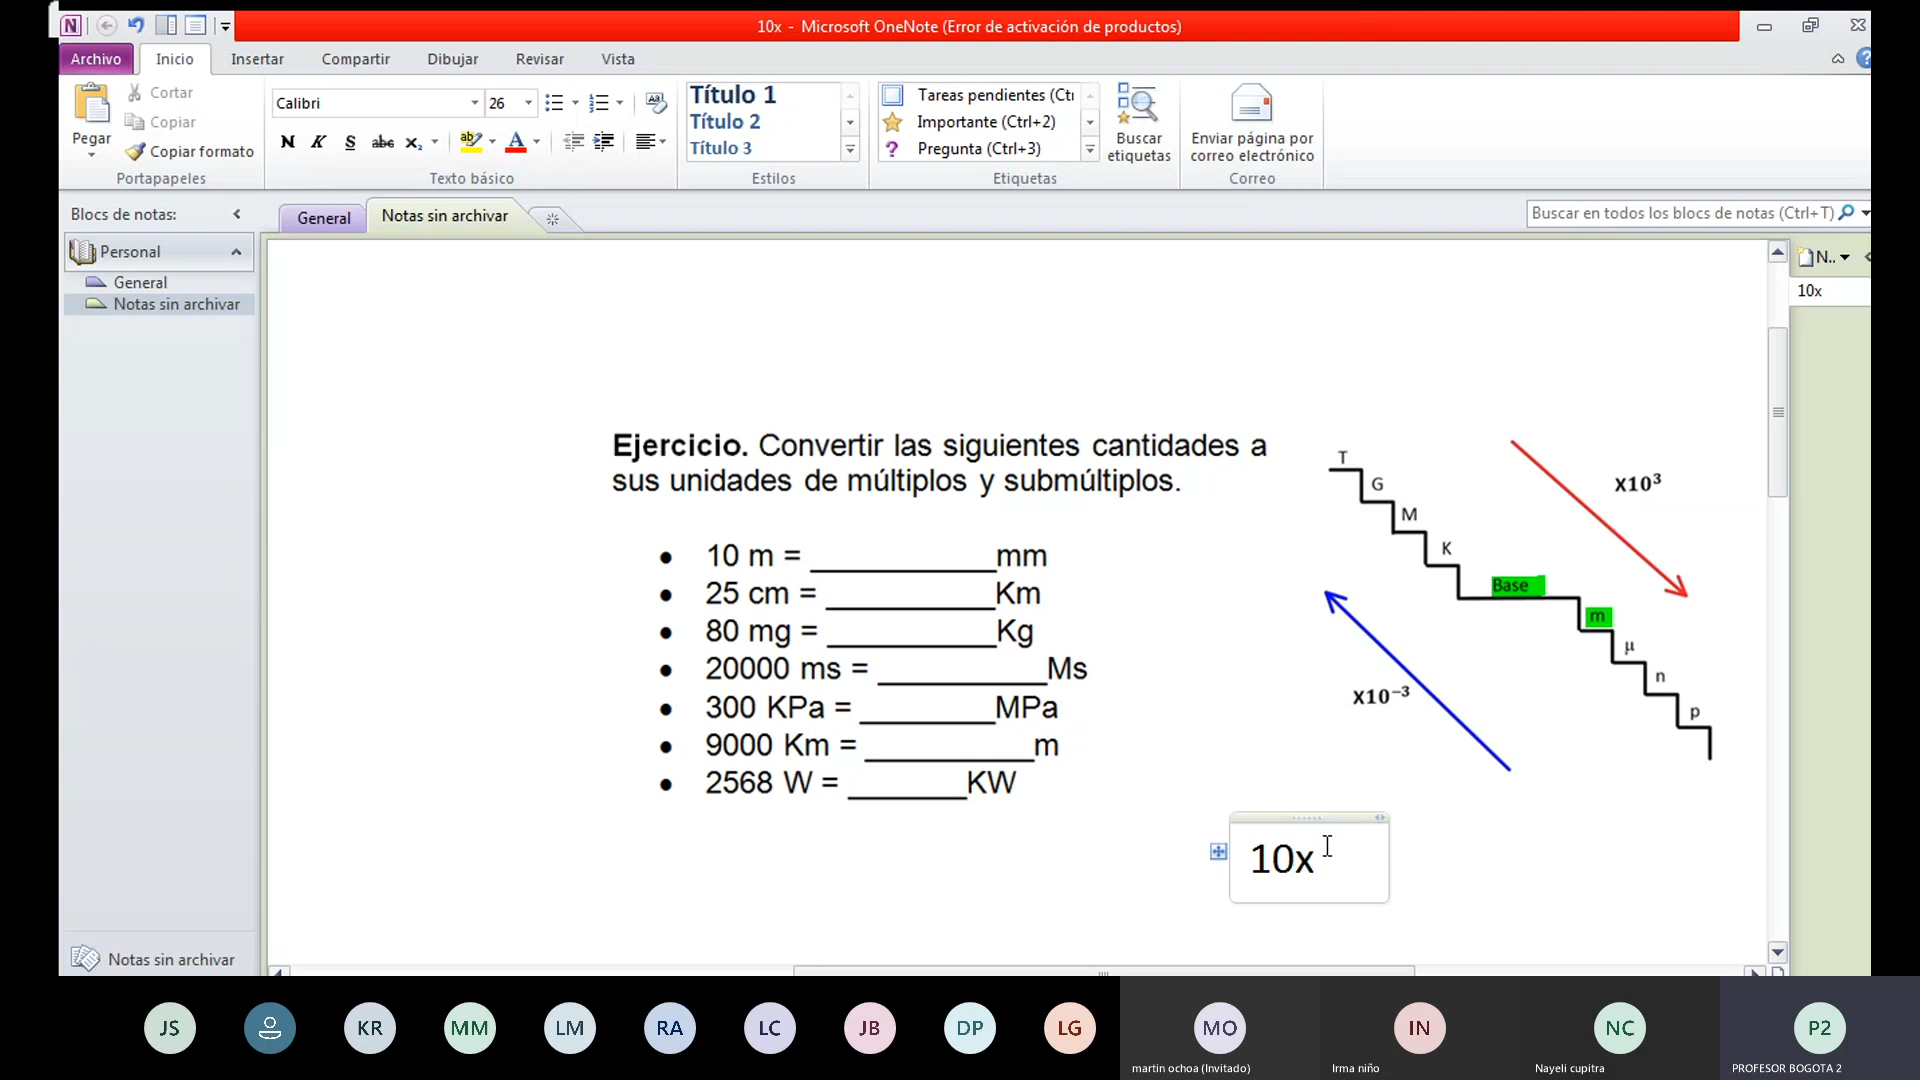 10x - Microsoft OneNote (Error de activación de productos)
Archivo Inicio Insertar Compartir Dibujar Revisar Vista
Pegar
Cortar
Copiar
Copiar formato
Portapapeles
Calibri 26
N K S abc x₂ ab A
Texto básico
Título 1
Título 2
Título 3
Estilos
Tareas pendientes (Ctr
Importante (Ctrl+2)
Pregunta (Ctrl+3)
Etiquetas
Buscar
etiquetas
Enviar página por
correo electrónico
Correo
Blocs de notas:
General Notas sin archivar
Buscar en todos los blocs de notas (Ctrl+T)
Personal
General
Notas sin archivar
N..
10x
Ejercicio. Convertir las siguientes cantidades a
sus unidades de múltiplos y submúltiplos.
• 10 m = ___________mm
• 25 cm = __________Km
• 80 mg = __________Kg
• 20000 ms = __________Ms
• 300 KPa = ________MPa
• 9000 Km = __________m
• 2568 W = _______KW
T
G
M
K
Base
m
µ
n
p
X10³
X10⁻³
10x
Notas sin archivar
JS KR MM LM RA LC JB DP LG MO IN NC P2
martin ochoa (Invitado) Irma niño Nayeli cupitra PROFESOR BOGOTA 2